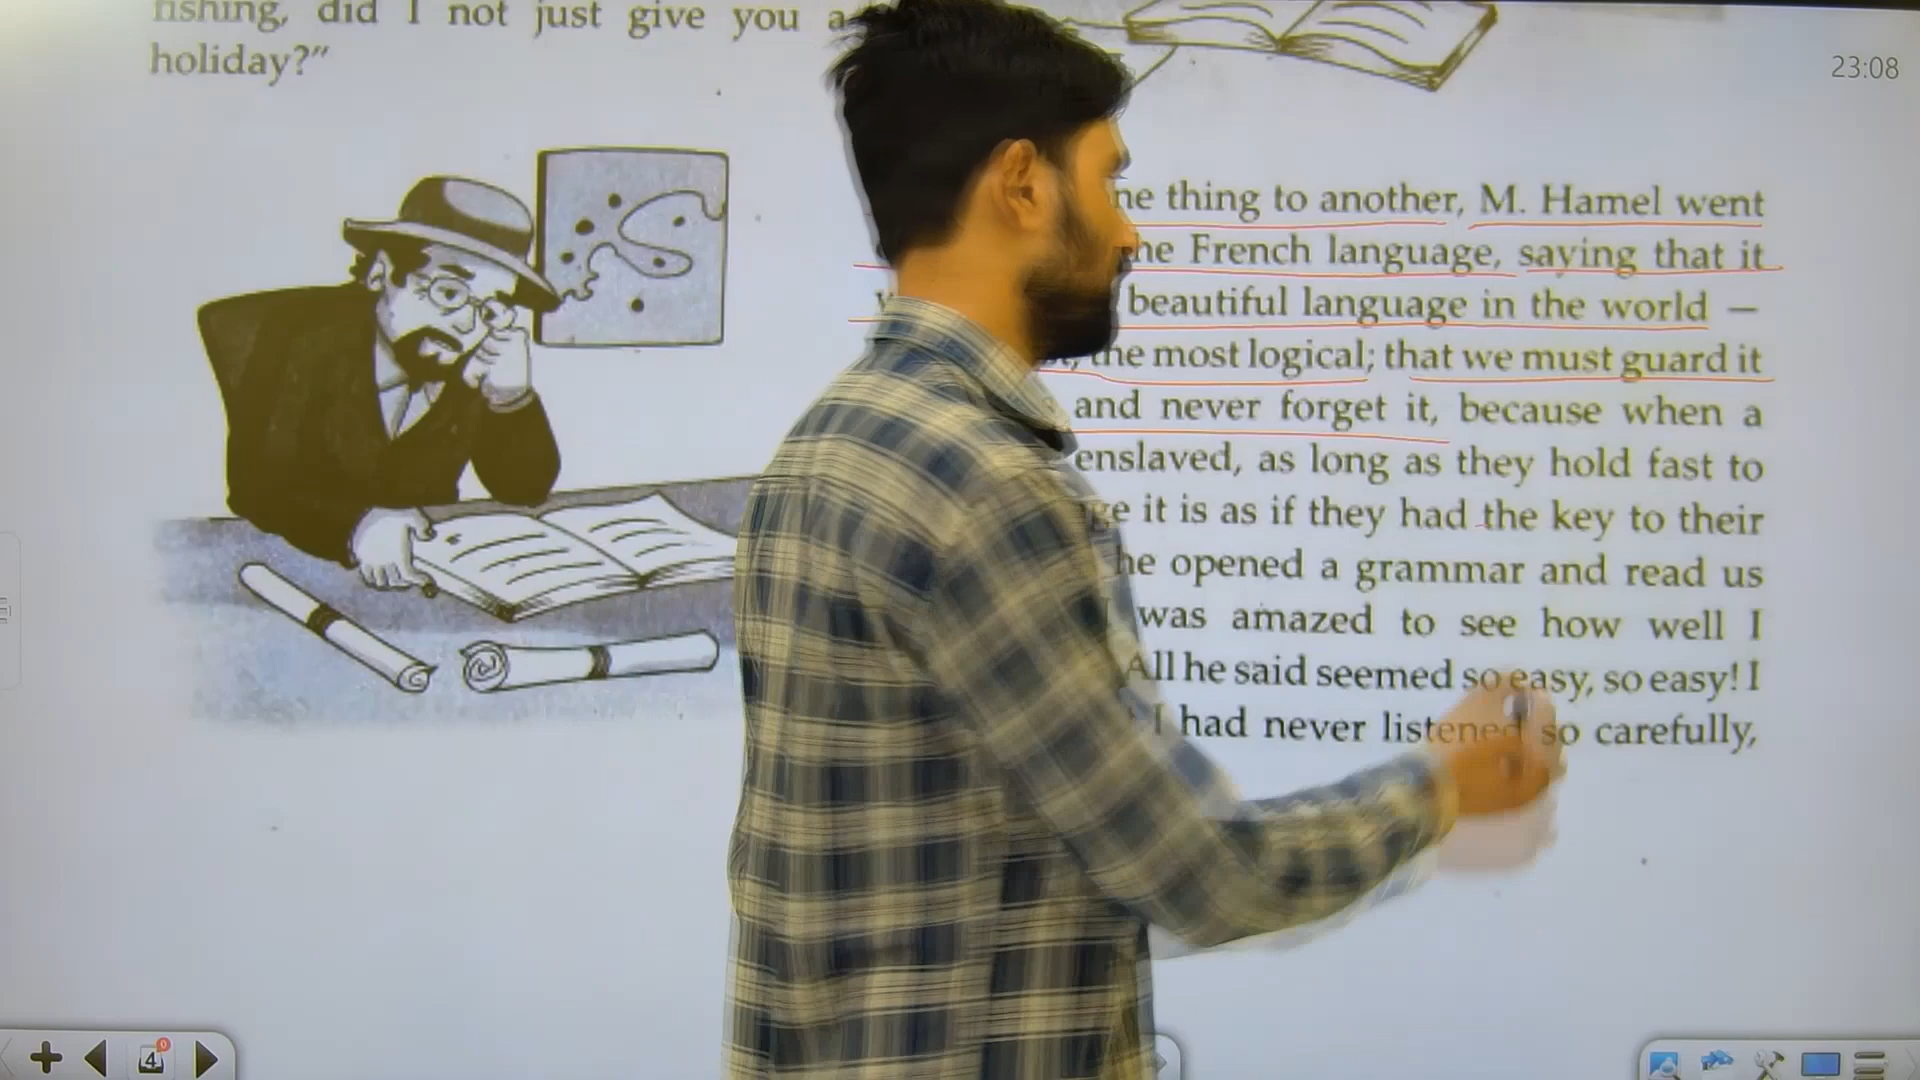 fishing, did I not just give you a
holiday?"
23:08
thing to another, M. Hamel went
French language, saying that it
beautiful language in the world —
the most logical; that we must guard it
and never forget it, because when a
enslaved, as long as they hold fast to
it is as if they had the key to their
he opened a grammar and read us
was amazed to see how well I
All he said seemed so easy, so easy! I
I had never listened so carefully,
4
0